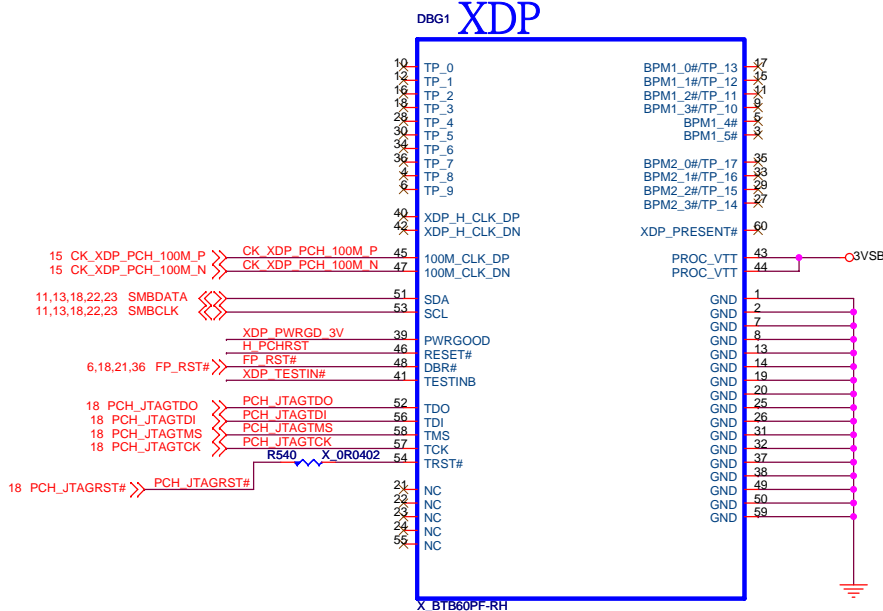 DBG1 XDP
10 TP_0 BPM1_0#/TP_13 17
12 TP_1 BPM1_1#/TP_12 15
16 TP_2 BPM1_2#/TP_11 11
18 TP_3 BPM1_3#/TP_10 9
28 TP_4 BPM1_4# 5
30 TP_5 BPM1_5# 3
34 TP_6
36 TP_7 BPM2_0#/TP_17 35
4 TP_8 BPM2_1#/TP_16 33
6 TP_9 BPM2_2#/TP_15 29
BPM2_3#/TP_14 27
40 XDP_H_CLK_DP
42 XDP_H_CLK_DN XDP_PRESENT# 60
15 CK_XDP_PCH_100M_P CK_XDP_PCH_100M_P 45 100M_CLK_DP PROC_VTT 43 3VSB
15 CK_XDP_PCH_100M_N CK_XDP_PCH_100M_N 47 100M_CLK_DN PROC_VTT 44
11,13,18,22,23 SMBDATA 51 SDA GND 1
11,13,18,22,23 SMBCLK 53 SCL GND 2
GND 7
XDP_PWRGD_3V 39 PWRGOOD GND 8
H_PCHRST 46 RESET# GND 13
6,18,21,36 FP_RST# FP_RST# 48 DBR# GND 14
XDP_TESTIN# 41 TESTINB GND 19
GND 20
18 PCH_JTAGTDO PCH_JTAGTDO 52 TDO GND 25
18 PCH_JTAGTDI PCH_JTAGTDI 56 TDI GND 26
18 PCH_JTAGTMS PCH_JTAGTMS 58 TMS GND 31
18 PCH_JTAGTCK PCH_JTAGTCK 57 TCK GND 32
R540 X_0R0402 54 TRST# GND 37
GND 38
18 PCH_JTAGRST# PCH_JTAGRST# 21 NC GND 49
22 NC GND 50
23 NC GND 59
24 NC
55 NC
X_BTB60PF-RH